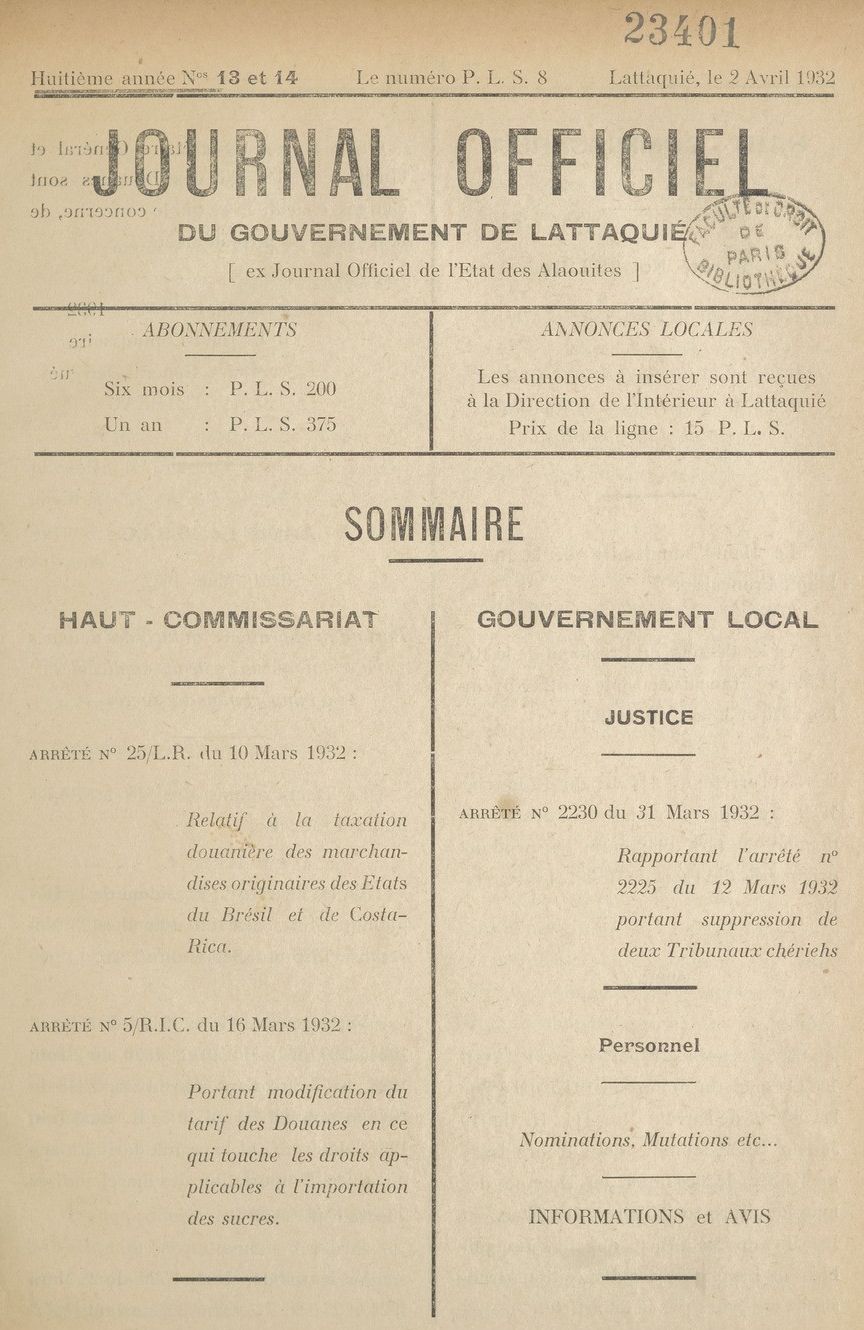 23401
Huitième année Nos 13 et 14 Le numéro P. L. S. 8 Lattaquié, le 2 Avril 1932
JOURNAL OFFICIEL
DU GOUVERNEMENT DE LATTAQUIÉ
[ ex Journal Officiel de l'Etat des Alaouites ]
FACULTÉ DE DROIT
DE
PARIS
BIBLIOTHÈQUE
ABONNEMENTS
Six mois : P. L. S. 200
Un an : P. L. S. 375
ANNONCES LOCALES
Les annonces à insérer sont reçues
à la Direction de l'Intérieur à Lattaquié
Prix de la ligne : 15 P. L. S.
SOMMAIRE
HAUT - COMMISSARIAT
ARRÊTÉ N° 25/L.R. du 10 Mars 1932 :
Relatif à la taxation
douanière des marchan-
dises originaires des Etats
du Brésil et de Costa-
Rica.
ARRÊTÉ N° 5/R.I.C. du 16 Mars 1932 :
Portant modification du
tarif des Douanes en ce
qui touche les droits ap-
plicables à l'importation
des sucres.
GOUVERNEMENT LOCAL
JUSTICE
ARRÊTÉ N° 2230 du 31 Mars 1932 :
Rapportant l'arrêté n°
2225 du 12 Mars 1932
portant suppression de
deux Tribunaux chériehs
Personnel
Nominations, Mutations etc...
INFORMATIONS et AVIS